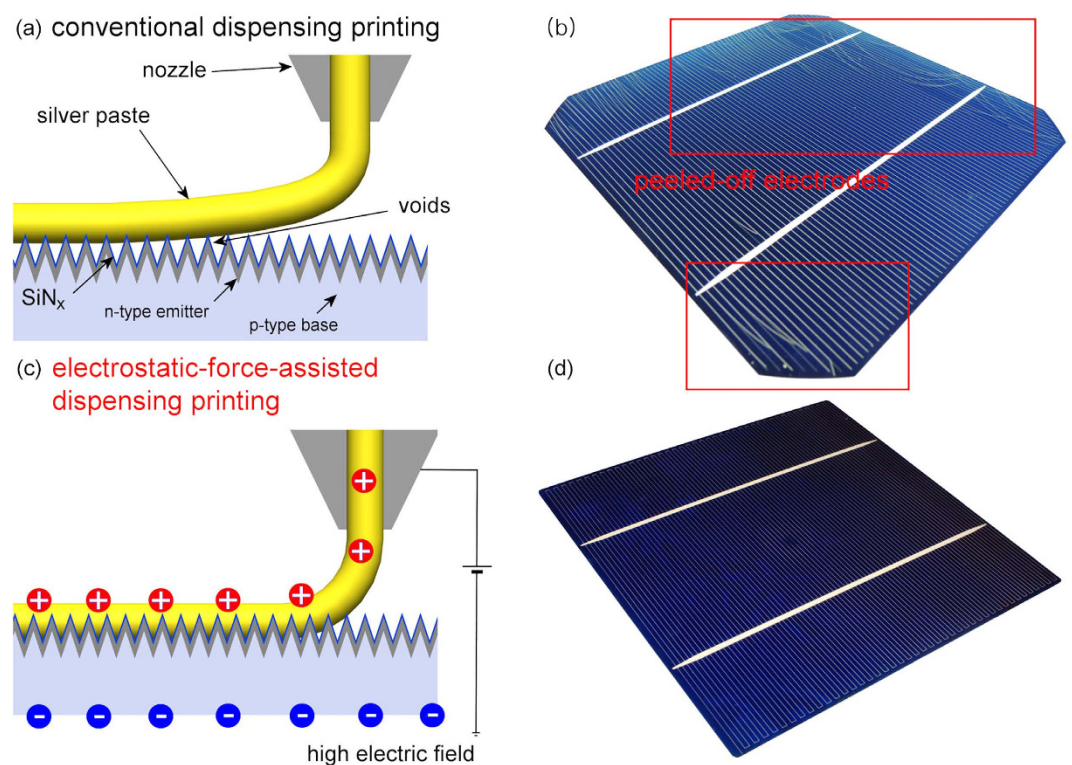 (a) conventional dispensing printing
nozzle
silver paste
voids
SiNₓ
n-type emitter
p-type base
(b)
peeled-off electrodes
(c) electrostatic-force-assisted
dispensing printing
+
+
+ + + + +
- - - - - - -
high electric field
(d)